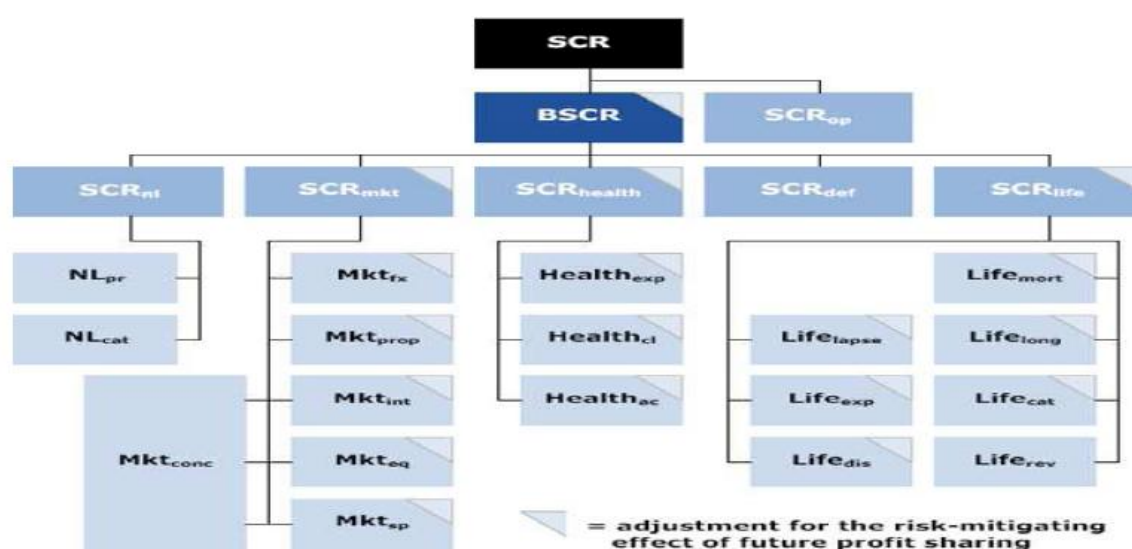 SCR
BSCR SCRop
SCRnl SCRmkt SCRhealth SCRdef SCRlife
NLpr Mktfx Healthexp Lifemort
NLcat Mktprop Healthcl Lifelapse Lifelong
Mktint Healthac Lifeexp Lifecat
Mktconc Mkteq Lifedis Liferev
Mktsp
= adjustment for the risk-mitigating
effect of future profit sharing